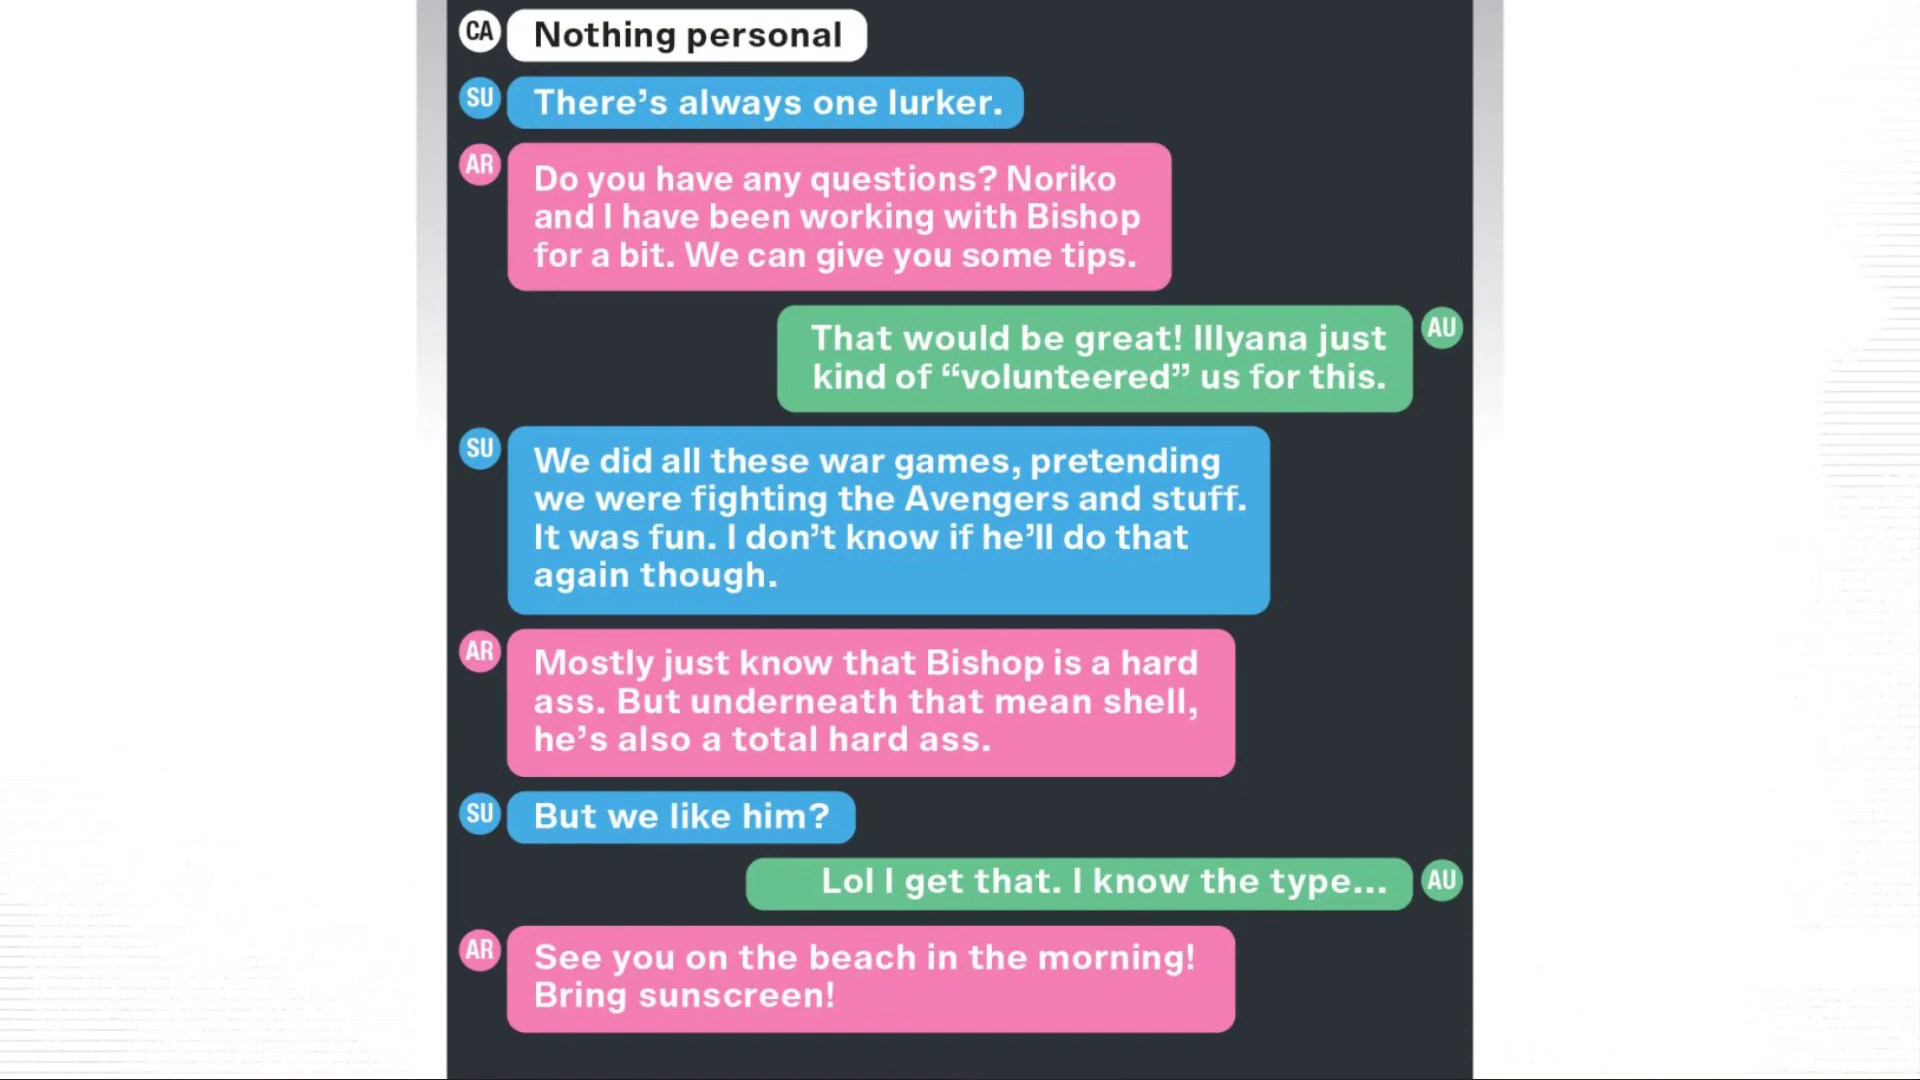 CA
Nothing personal
SU
There’s always one lurker.
AR
Do you have any questions? Noriko
and I have been working with Bishop
for a bit. We can give you some tips.
That would be great! Illyana just
kind of “volunteered” us for this.
AU
SU
We did all these war games, pretending
we were fighting the Avengers and stuff.
It was fun. I don’t know if he’ll do that
again though.
AR
Mostly just know that Bishop is a hard
ass. But underneath that mean shell,
he’s also a total hard ass.
SU
But we like him?
Lol I get that. I know the type...
AU
AR
See you on the beach in the morning!
Bring sunscreen!